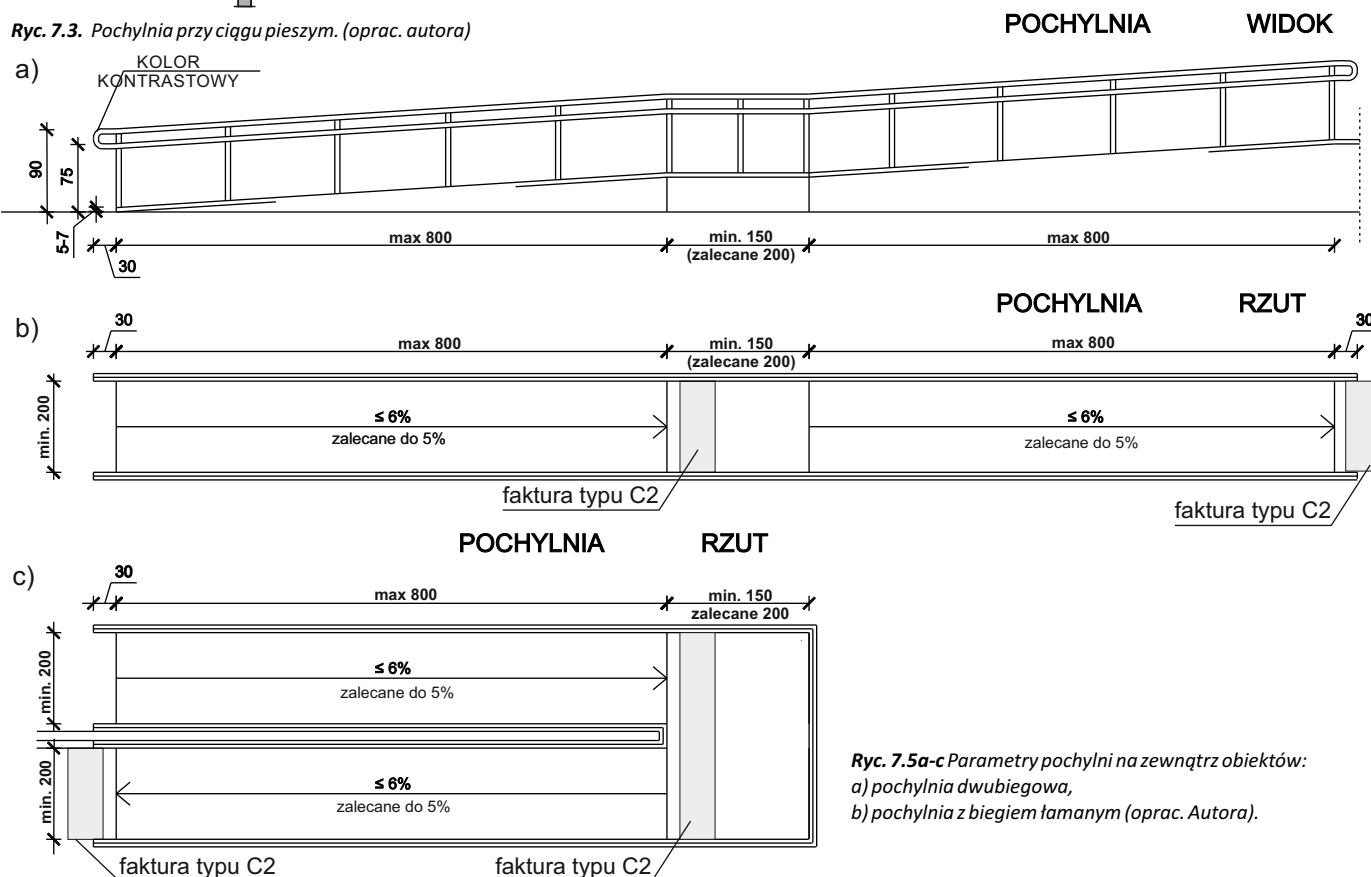 Ryc. 7.3. Pochylnia przy ciągu pieszym. (oprac. autora)
POCHYLNIA WIDOK
a)
KOLOR
KONTRASTOWY
90
75
5-7
30
max 800
min. 150
(zalecane 200)
max 800
POCHYLNIA RZUT
b)
30
max 800
min. 150
(zalecane 200)
max 800
30
min. 200
≤ 6%
zalecane do 5%
≤ 6%
zalecane do 5%
faktura typu C2
faktura typu C2
POCHYLNIA RZUT
c)
30
max 800
min. 150
zalecane 200
min. 200
≤ 6%
zalecane do 5%
min. 200
≤ 6%
zalecane do 5%
faktura typu C2
faktura typu C2
Ryc. 7.5a-c Parametry pochylni na zewnątrz obiektów:
a) pochylnia dwubiegowa,
b) pochylnia z biegiem łamanym (oprac. Autora).